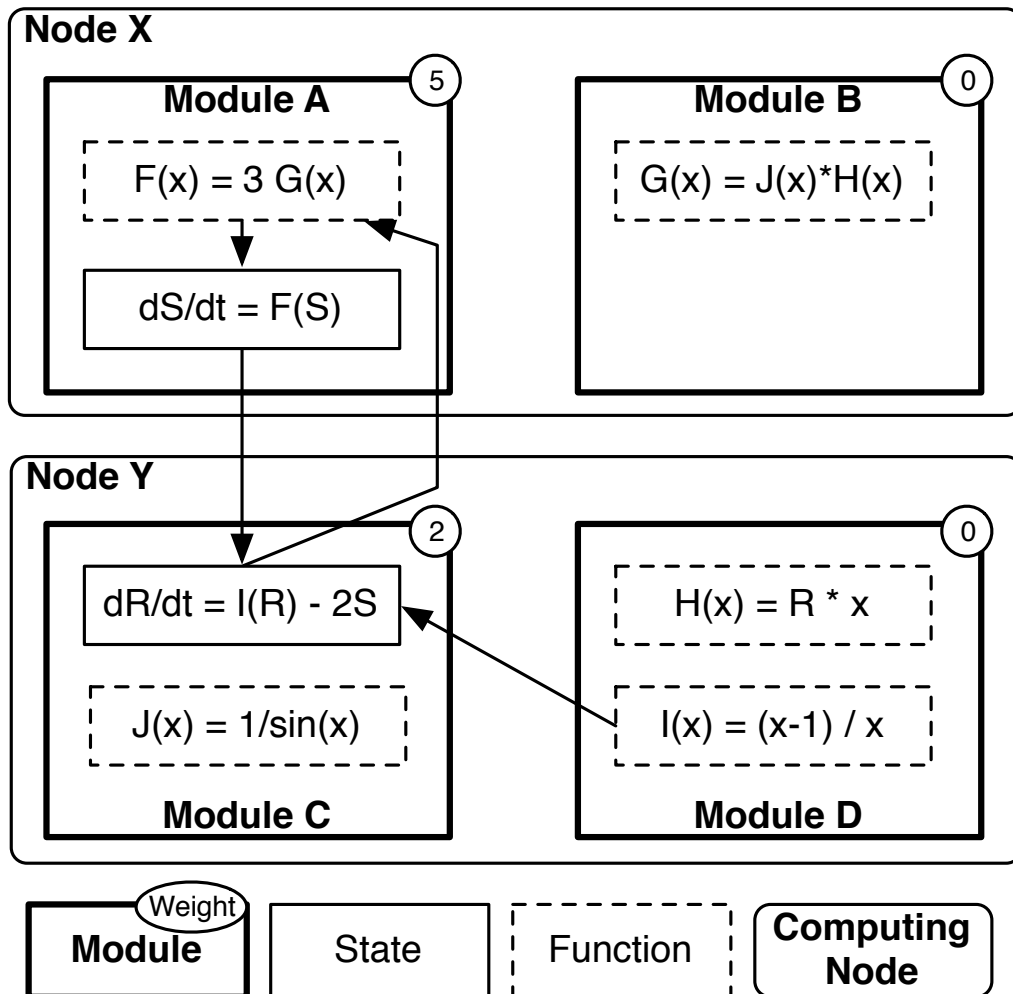 Node X
5
Module A
F(x) = 3 G(x)
dS/dt = F(S)
0
Module B
G(x) = J(x)*H(x)
Node Y
2
dR/dt = I(R) - 2S
J(x) = 1/sin(x)
Module C
0
H(x) = R * x
I(x) = (x-1) / x
Module D
Weight
Module
State
Function
Computing
Node